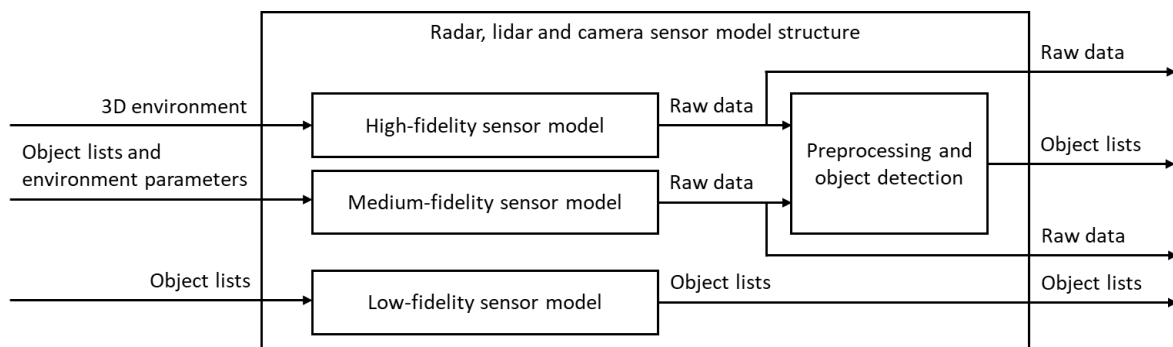 Radar, lidar and camera sensor model structure
Raw data
3D environment
High-fidelity sensor model
Raw data
Object lists and
environment parameters
Preprocessing and
object detection
Object lists
Medium-fidelity sensor model
Raw data
Raw data
Object lists
Low-fidelity sensor model
Object lists
Object lists